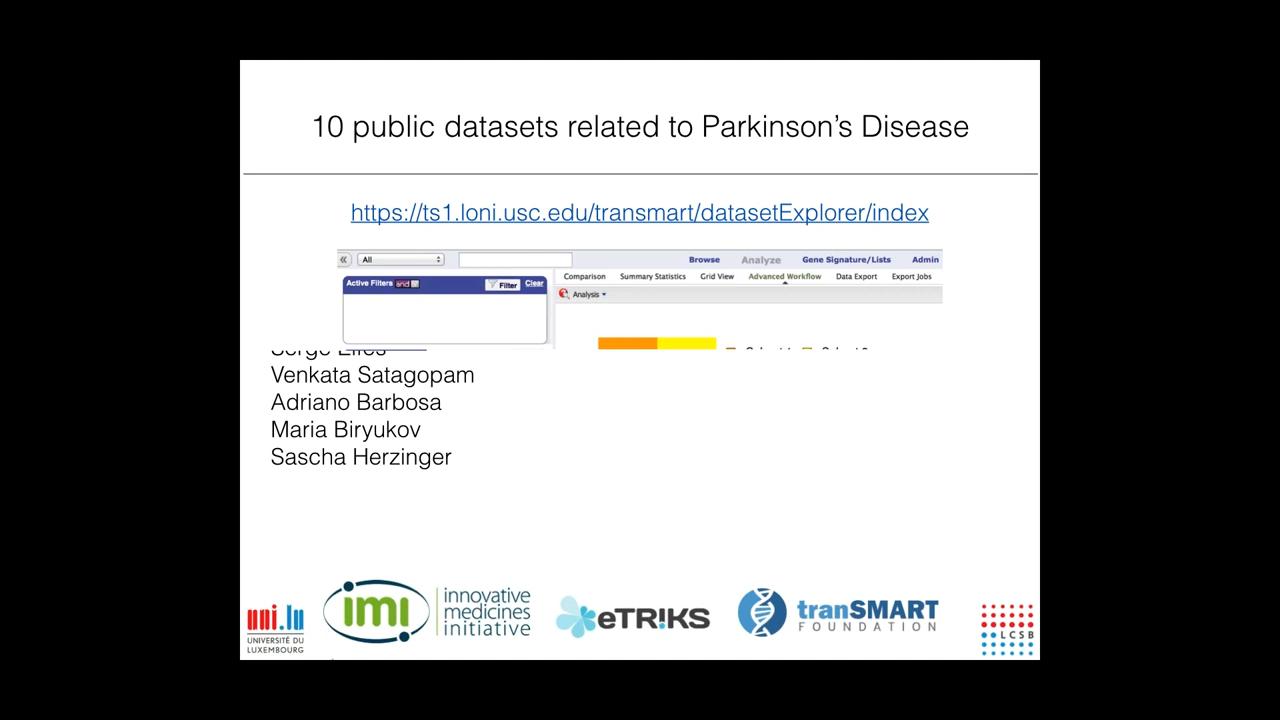 10 public datasets related to Parkinson's Disease
https://ts1.loni.usc.edu/transmart/datasetExplorer/index
All
Browse Analyze Gene Signature/Lists Admin
Active Filters and Filter Clear
Comparison Summary Statistics Grid View Advanced Workflow Data Export Export Jobs
Analysis
Venkata Satagopam
Adriano Barbosa
Maria Biryukov
Sascha Herzinger
uni.lu
UNIVERSITÉ DU
LUXEMBOURG
imi
innovative
medicines
initiative
eTRIKS
tranSMART
FOUNDATION
LCSB